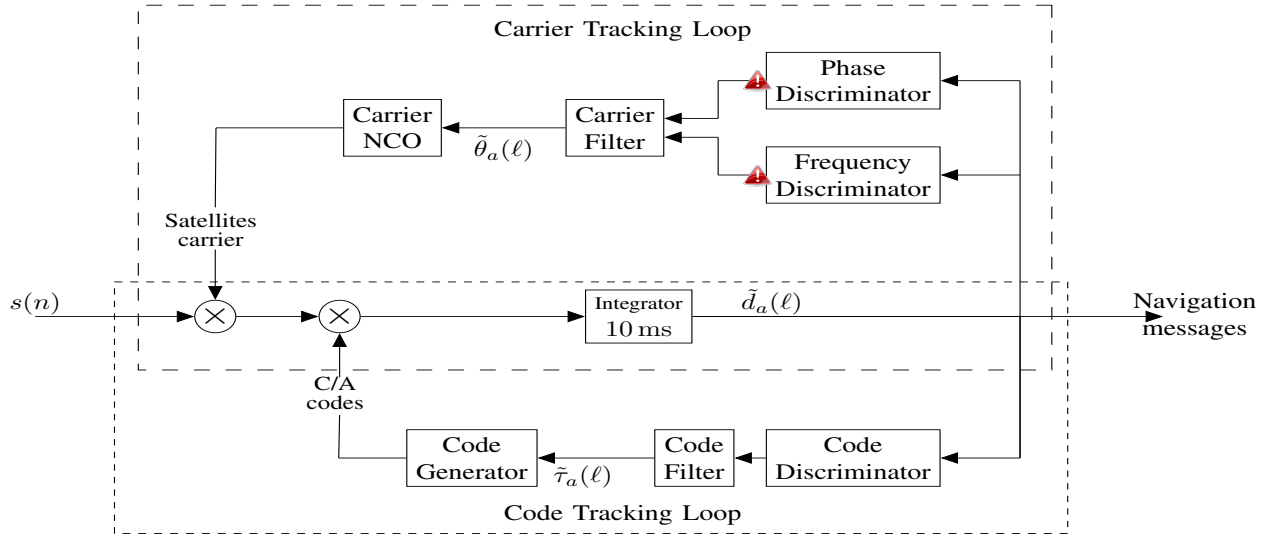 Carrier Tracking Loop
Phase
Discriminator
Carrier
NCO
Carrier
Filter
θ̃ₐ(ℓ)
Frequency
Discriminator
Satellites
carrier
s(n)
Integrator
10 ms
d̃ₐ(ℓ)
Navigation
messages
C/A
codes
Code
Generator
τ̃ₐ(ℓ)
Code
Filter
Code
Discriminator
Code Tracking Loop